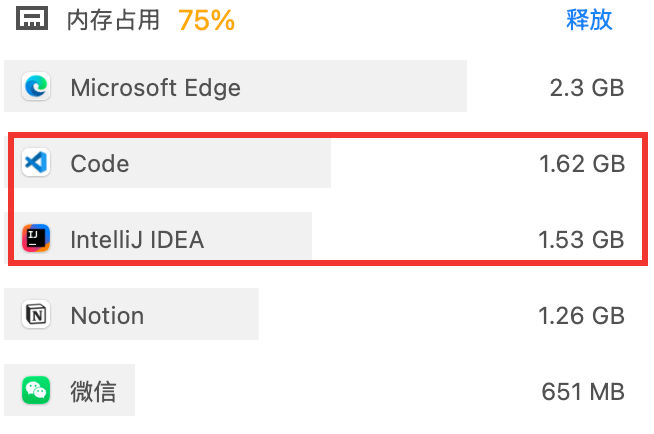 内存占用 75% 释放
Microsoft Edge 2.3 GB
Code 1.62 GB
IntelliJ IDEA 1.53 GB
Notion 1.26 GB
微信 651 MB